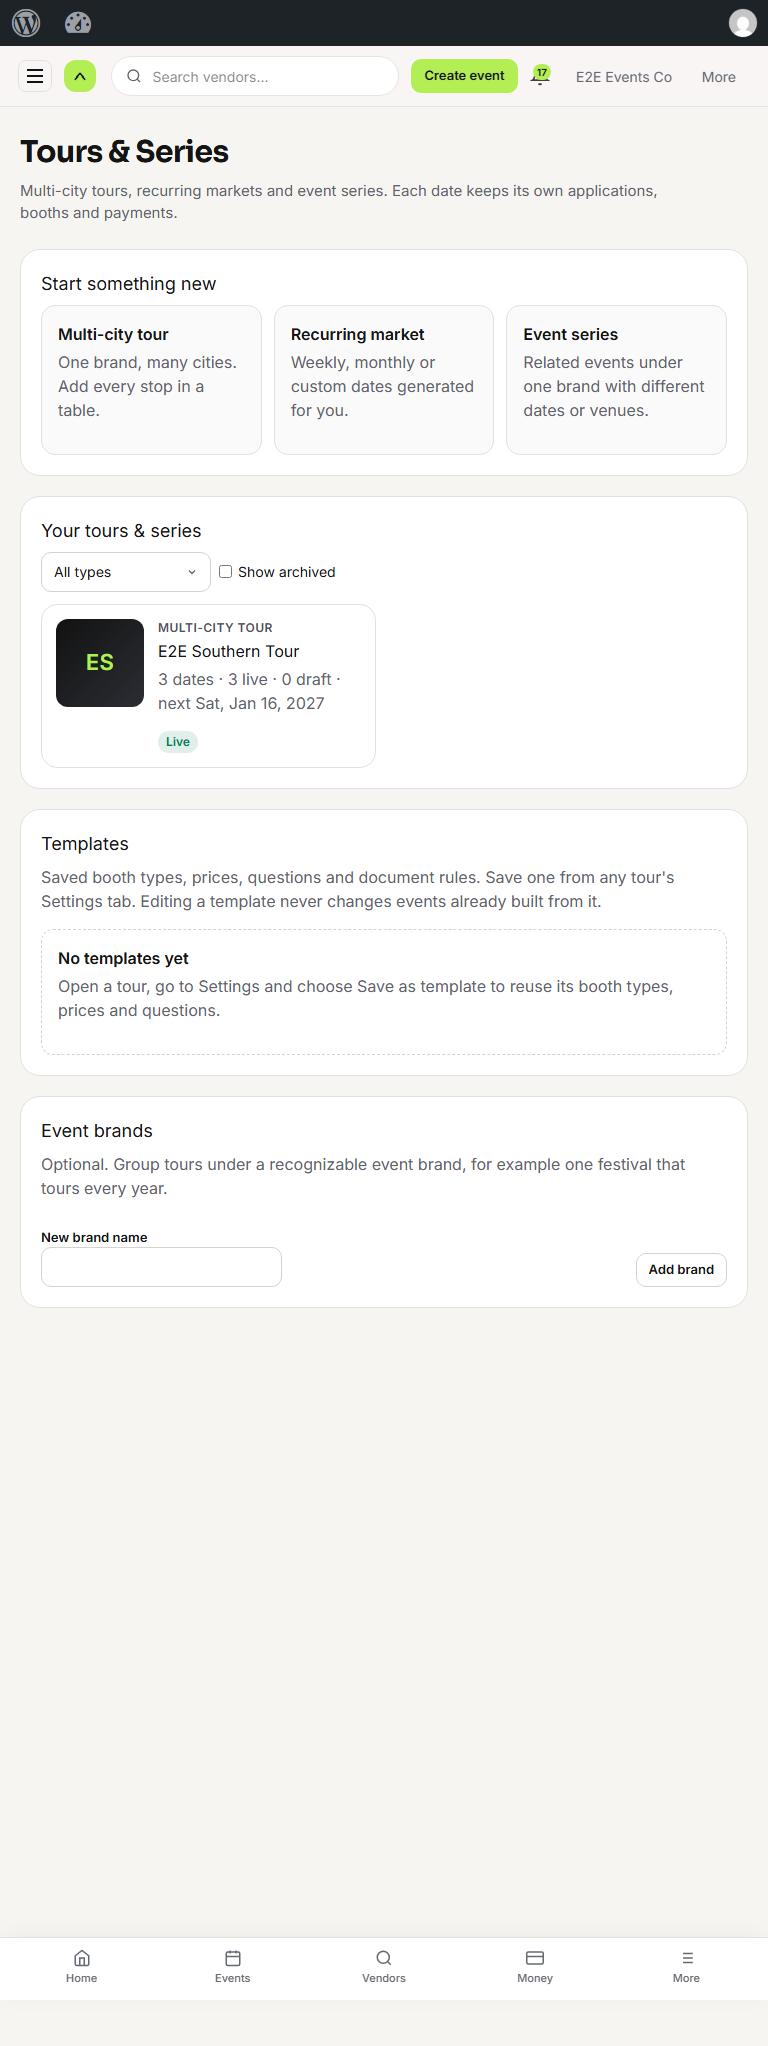 Search vendors...
Create event
17
E2E Events Co
More
Tours & Series
Multi-city tours, recurring markets and event series. Each date keeps its own applications,
booths and payments.
Start something new
Multi-city tour
One brand, many cities.
Add every stop in a
table.
Recurring market
Weekly, monthly or
custom dates generated
for you.
Event series
Related events under
one brand with different
dates or venues.
Your tours & series
All types
Show archived
ES
MULTI-CITY TOUR
E2E Southern Tour
3 dates · 3 live · 0 draft ·
next Sat, Jan 16, 2027
Live
Templates
Saved booth types, prices, questions and document rules. Save one from any tour's
Settings tab. Editing a template never changes events already built from it.
No templates yet
Open a tour, go to Settings and choose Save as template to reuse its booth types,
prices and questions.
Event brands
Optional. Group tours under a recognizable event brand, for example one festival that
tours every year.
New brand name
Add brand
Home
Events
Vendors
Money
More